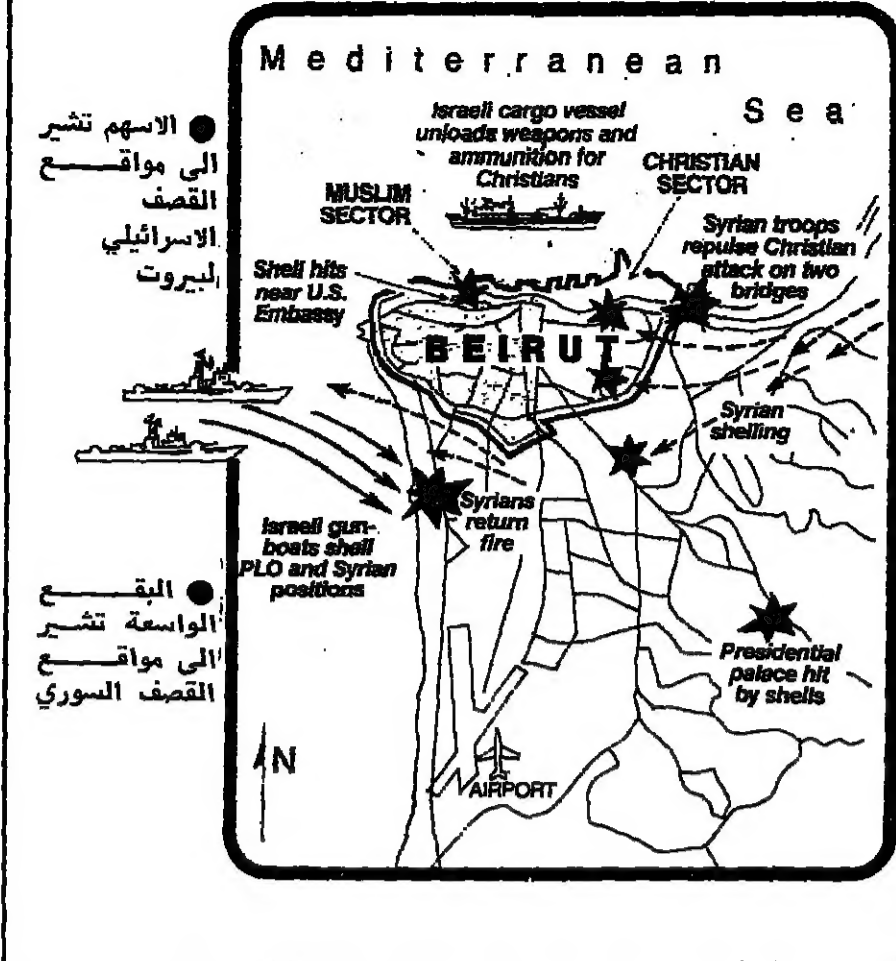 Mediterranean
Sea
Israeli cargo vessel
unloads weapons and
ammunition for
Christians
MUSLIM
SECTOR
CHRISTIAN
SECTOR
Syrian troops
repulse Christian
attack on two
bridges
Shell hits
near U.S.
Embassy
BEIRUT
Syrian
shelling
Syrians
return
fire
Israeli gun-
boats shell
PLO and Syrian
positions
Presidential
palace hit
by shells
N
AIRPORT
● الاسهم تشير
الى مواقـــع
القصف
الاسرائيلي
لبيروت
● البقـــع
الواسعة تشير
الى مواقـــع
القصف السوري